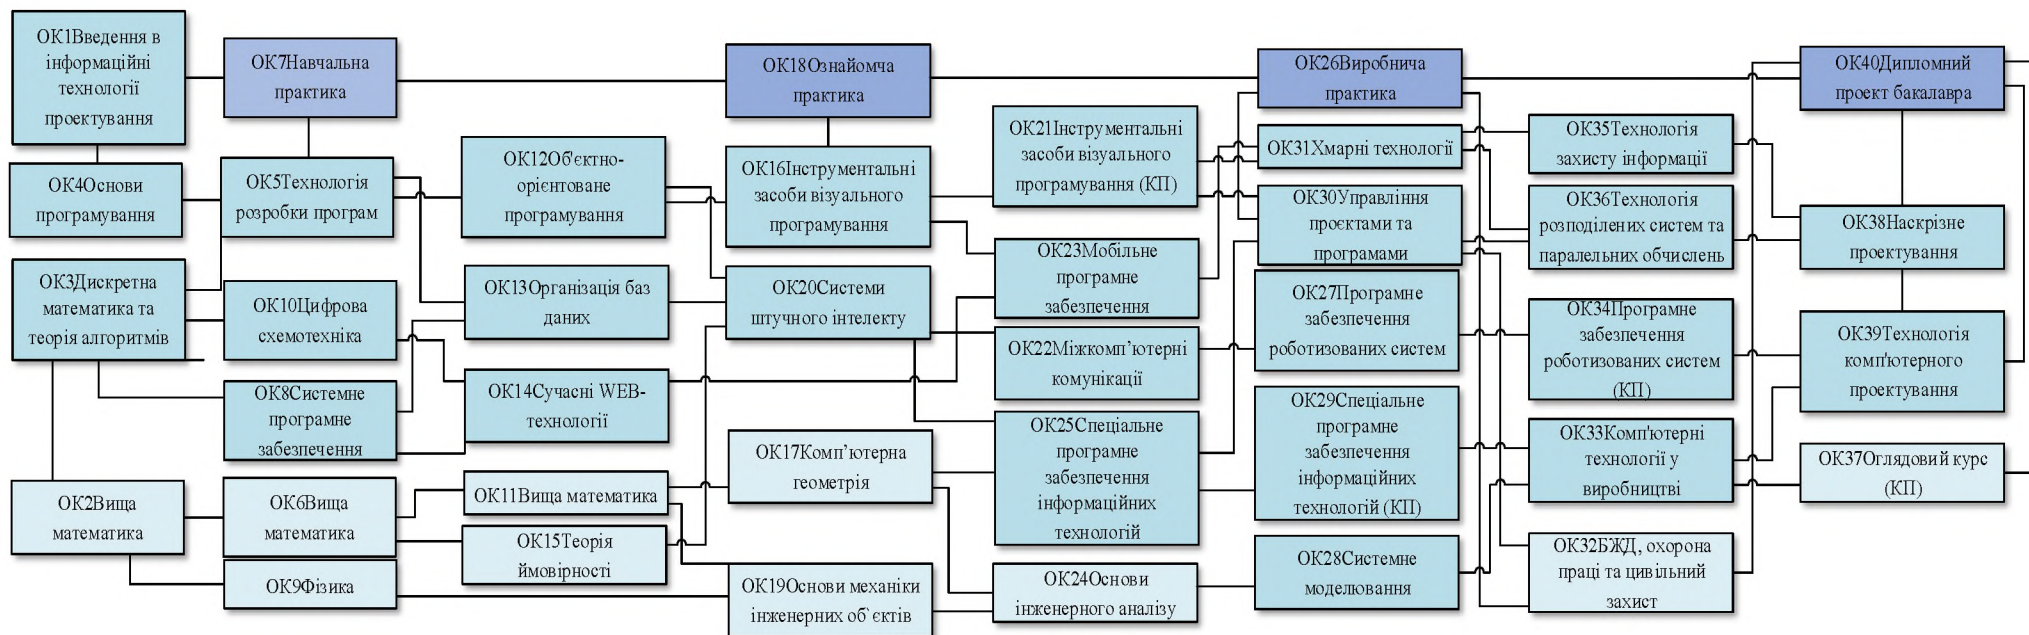 ОК1Введення в
інформаційні
технології
проектування
ОК4Основи
програмування
ОК3Дискретна
математика та
теорія алгоритмів
ОК2Вища
математика
ОК7Навчальна
практика
ОК5Технологія
розробки програм
ОК10Цифрова
схемотехніка
ОК8Системне
програмне
забезпечення
ОК6Вища
математика
ОК9Фізика
ОК12Об'єктно-
орієнтоване
програмування
ОК13Організація баз
даних
ОК14Сучасні WEB-
технології
ОК11Вища математика
ОК15Теорія
ймовірності
ОК18Ознайомча
практика
ОК16Інструментальні
засоби візуального
програмування
ОК20Системи
штучного інтелекту
ОК17Комп’ютерна
геометрія
ОК19Основи механіки
інженерних об`єктів
ОК21Інструментальні
засоби візуального
програмування (КП)
ОК23Мобільне
програмне
забезпечення
ОК22Міжкомп’ютерні
комунікації
ОК25Спеціальне
програмне
забезпечення
інформаційних
технологій
ОК24Основи
інженерного аналізу
ОК26Виробнича
практика
ОК31Хмарні технології
ОК30Управління
проєктами та
програмами
ОК27Програмне
забезпечення
роботизованих систем
ОК29Спеціальне
програмне
забезпечення
інформаційних
технологій (КП)
ОК28Системне
моделювання
ОК35Технологія
захисту інформації
ОК36Технологія
розподілених систем та
паралельних обчислень
ОК34Програмне
забезпечення
роботизованих систем
(КП)
ОК33Комп'ютерні
технології у
виробництві
ОК32БЖД, охорона
праці та цивільний
захист
ОК40Дипломний
проект бакалавра
ОК38Наскрізне
проектування
ОК39Технологія
комп'ютерного
проектування
ОК37Оглядовий курс
(КП)